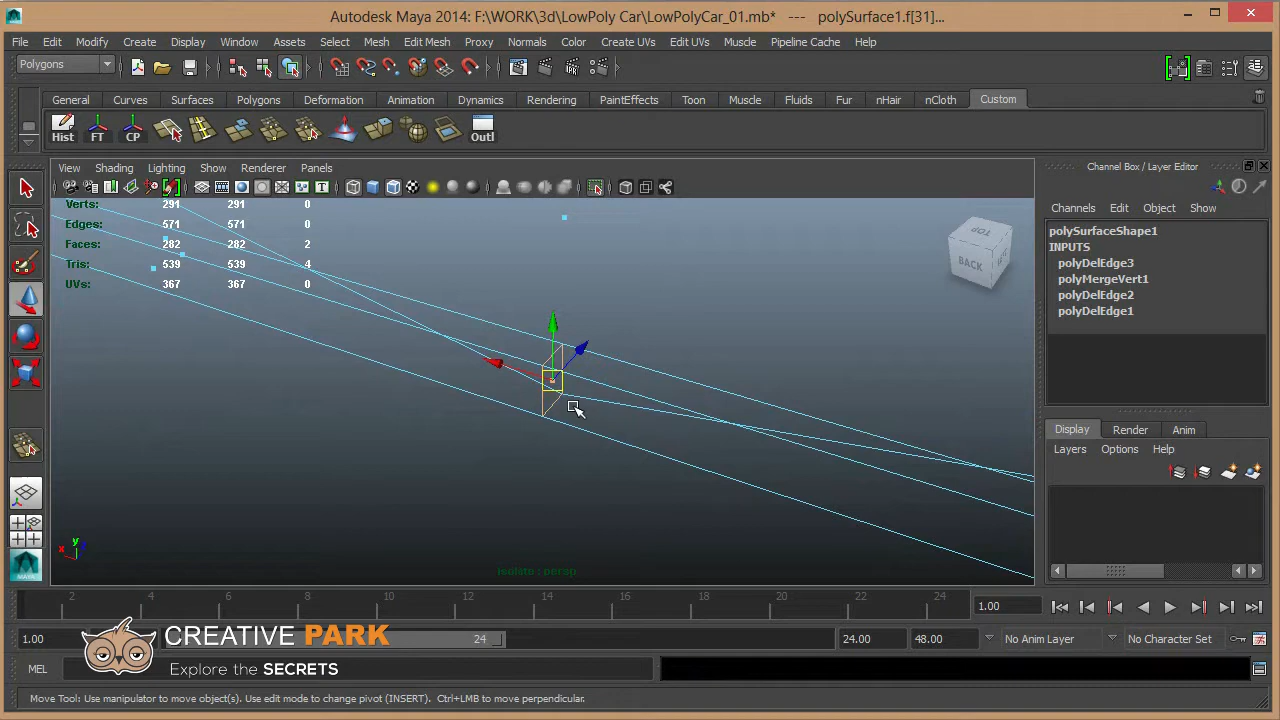 Autodesk Maya 2014: F:\WORK\3d\LowPoly Car\LowPolyCar_01.mb* --- polySurface1.f[31]...
File Edit Modify Create Display Window Assets Select Mesh Edit Mesh Proxy Normals Color Create UVs Edit UVs Muscle Pipeline Cache Help
Polygons
General Curves Surfaces Polygons Deformation Animation Dynamics Rendering PaintEffects Toon Muscle Fluids Fur nHair nCloth Custom
Hist FT CP Outl
View Shading Lighting Show Renderer Panels
Channel Box / Layer Editor
Channels Edit Object Show
Verts: 291 291 0
Edges: 571 571 0
Faces: 282 282 2
Tris: 539 539 4
UVs: 367 367 0
TOP
BACK
polySurfaceShape1
INPUTS
polyDelEdge3
polyMergeVert1
polyDelEdge2
polyDelEdge1
Display Render Anim
Layers Options Help
y
x
Isolate : persp
2 4 6 8 10 12 14 16 18 20 22 24
1.00
1.00 24 24.00 48.00 No Anim Layer No Character Set
CREATIVE PARK
Explore the SECRETS
MEL
MAYA
Move Tool: Use manipulator to move object(s). Use edit mode to change pivot (INSERT). Ctrl+LMB to move perpendicular.